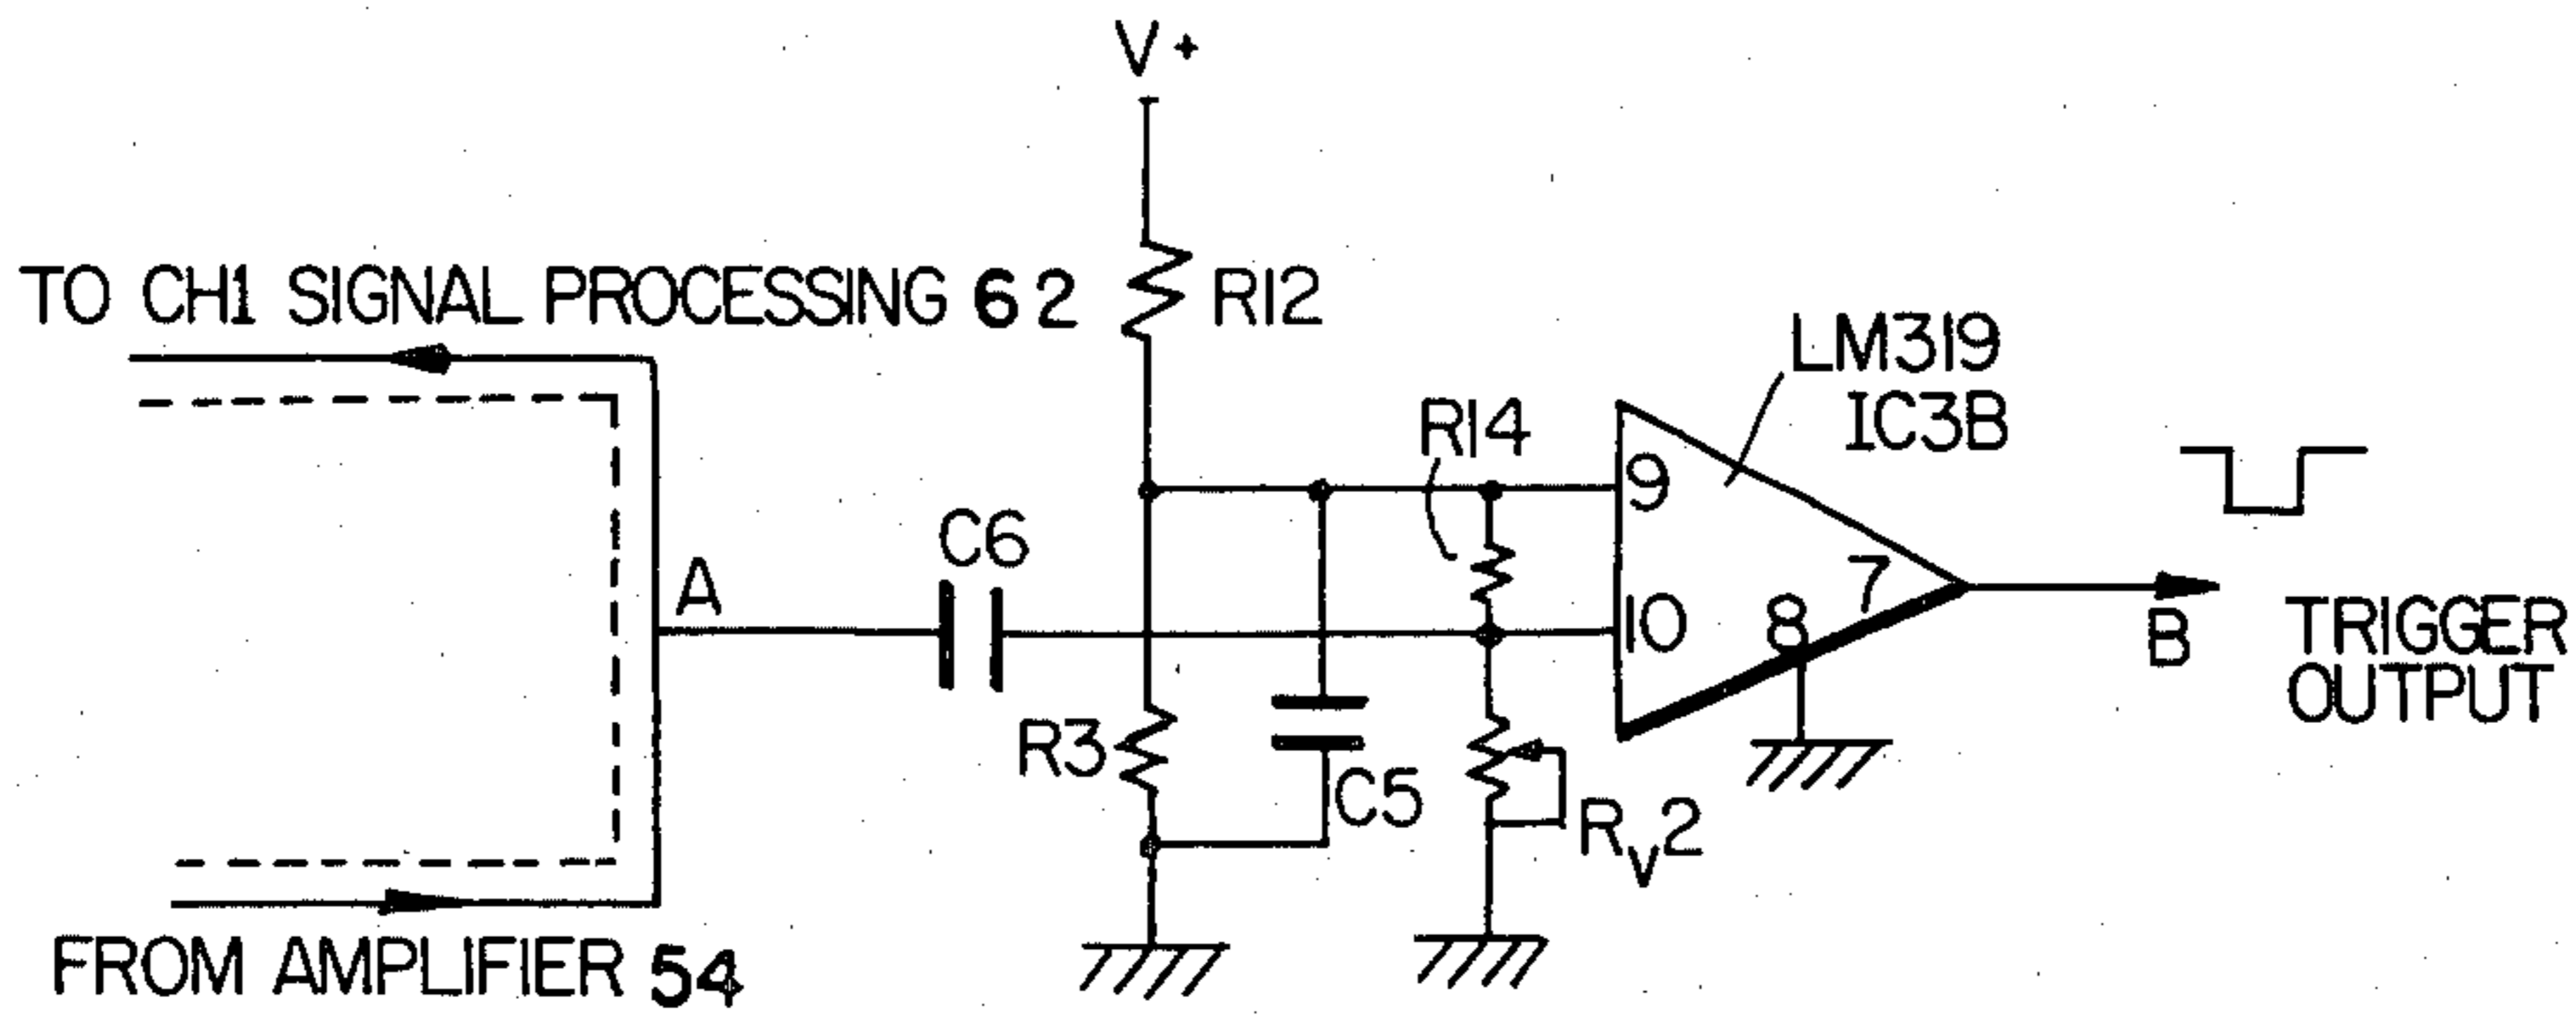 V+
TO CH1 SIGNAL PROCESSING 62
R12
LM319
IC3B
R14
9
C6
A
10
7
8
B
TRIGGER
OUTPUT
R3
C5
Rv2
FROM AMPLIFIER 54